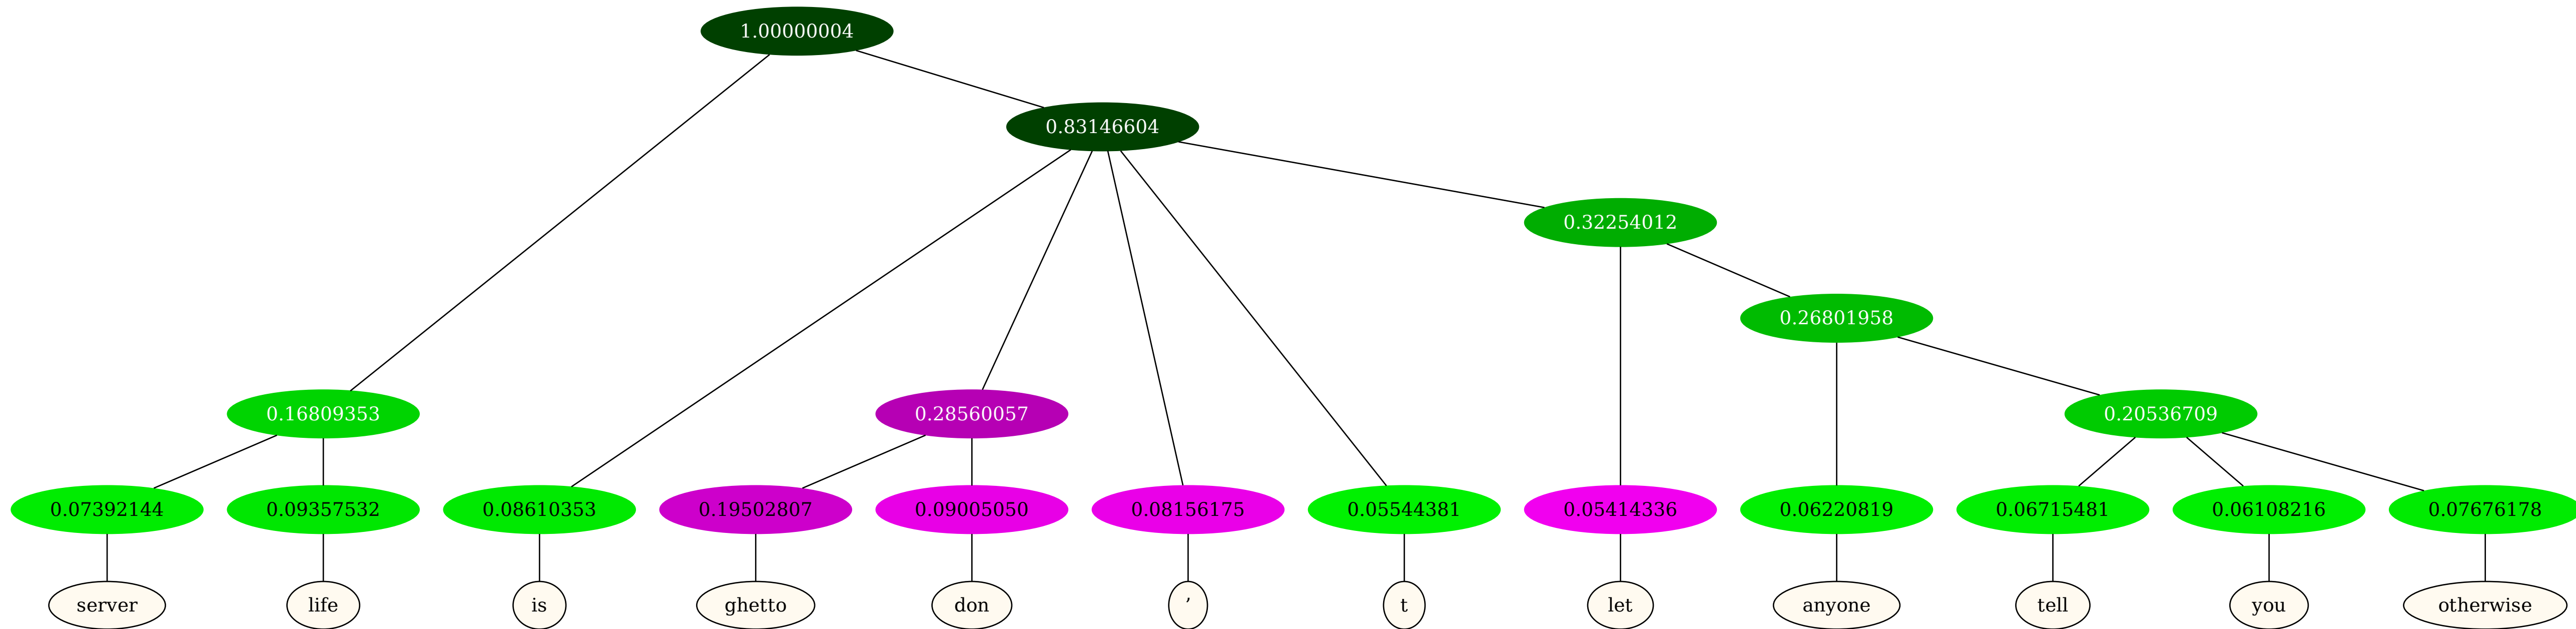 1.00000004
0.83146604
0.32254012
0.26801958
0.16809353 0.28560057 0.20536709
0.07392144 0.09357532 0.08610353 0.19502807 0.09005050 0.08156175 0.05544381 0.05414336 0.06220819 0.06715481 0.06108216 0.07676178
server life is ghetto don ’ t let anyone tell you otherwise